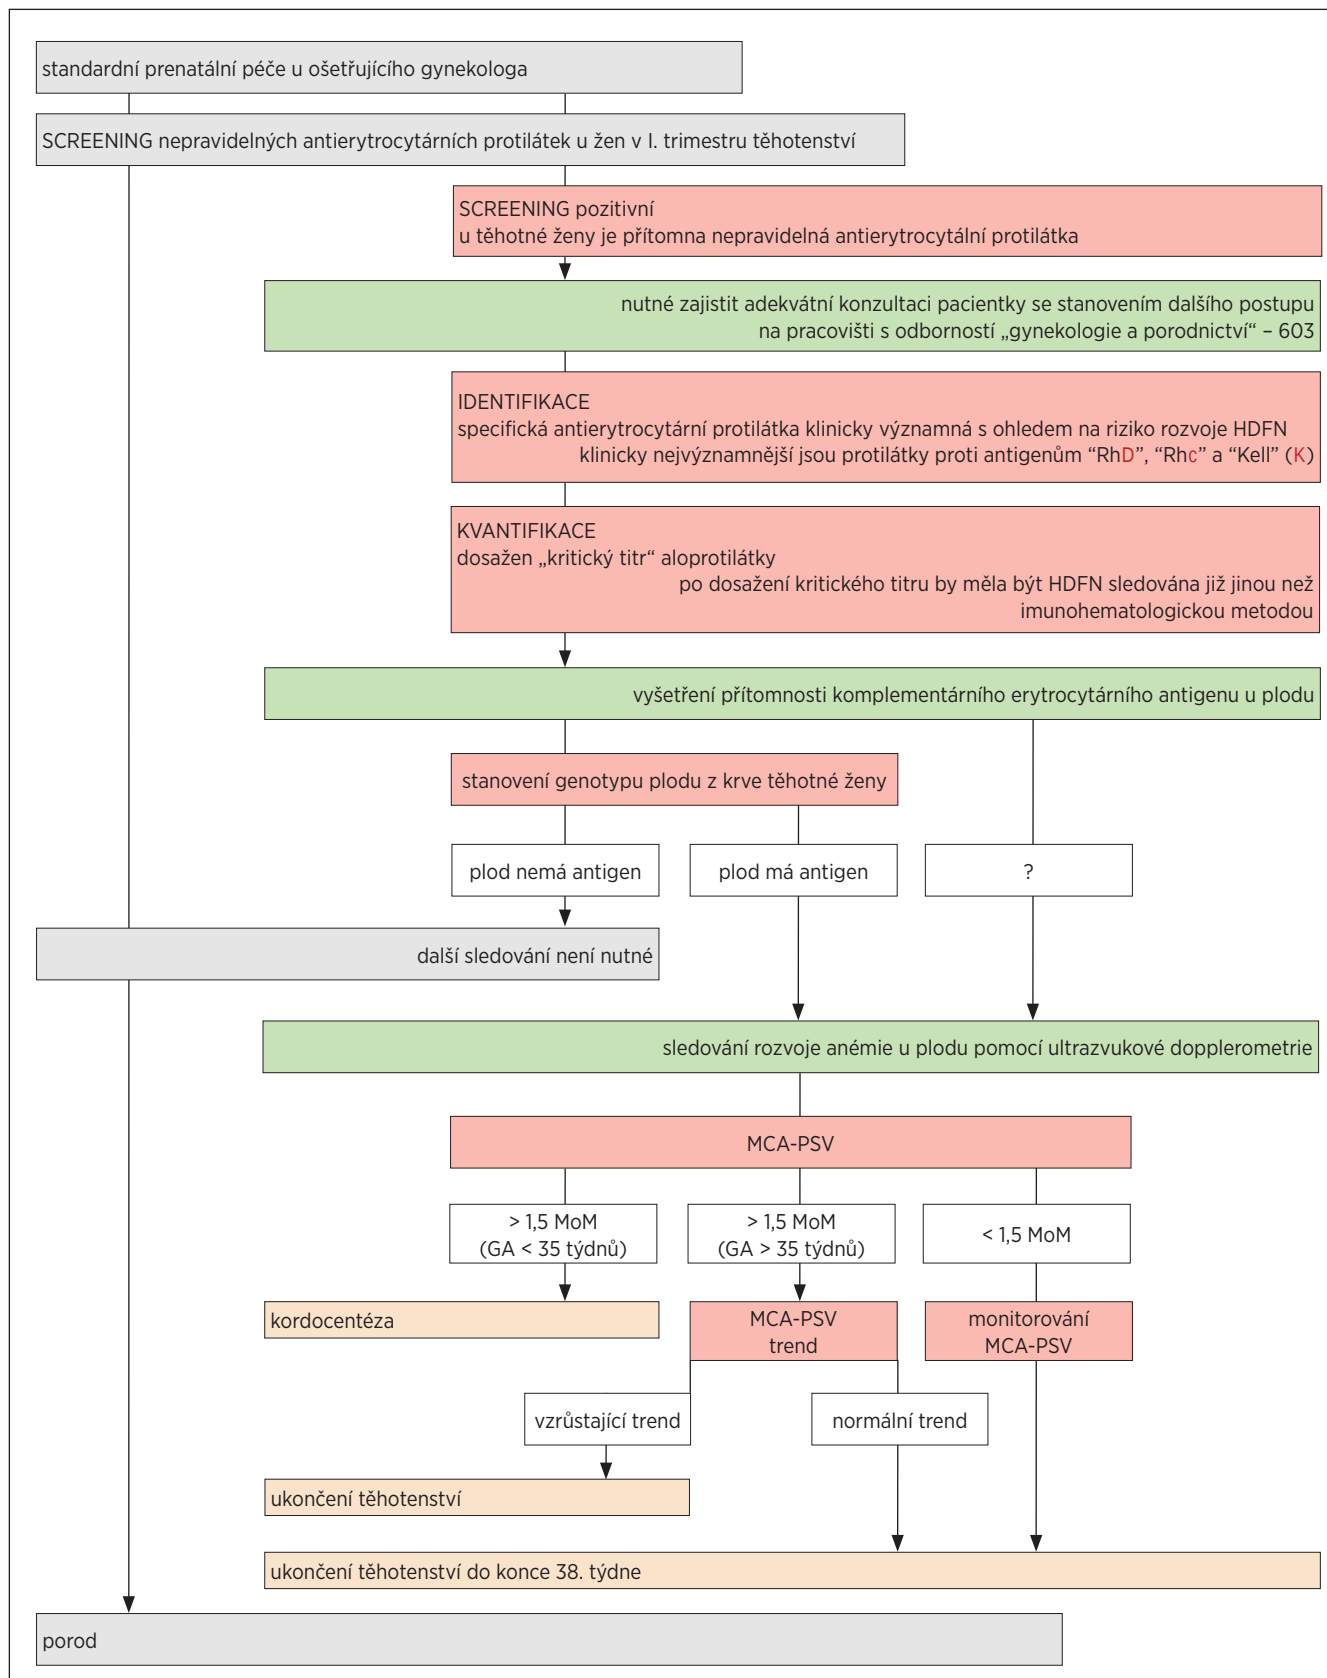 standardní prenatální péče u ošetřujícího gynekologa
SCREENING nepravidelných antierytrocytárních protilátek u žen v I. trimestru těhotenství
SCREENING pozitivní
u těhotné ženy je přítomna nepravidelná antierytrocytální protilátka
nutné zajistit adekvátní konzultaci pacientky se stanovením dalšího postupu
na pracovišti s odborností „gynekologie a porodnictví“ – 603
IDENTIFIKACE
specifická antierytrocytární protilátka klinicky významná s ohledem na riziko rozvoje HDFN
klinicky nejvýznamnější jsou protilátky proti antigenům “RhD”, “Rhc” a “Kell” (K)
KVANTIFIKACE
dosažen „kritický titr“ aloprotilátky
po dosažení kritického titru by měla být HDFN sledována již jinou než
imunohematologickou metodou
vyšetření přítomnosti komplementárního erytrocytárního antigenu u plodu
stanovení genotypu plodu z krve těhotné ženy
plod nemá antigen
plod má antigen
?
další sledování není nutné
sledování rozvoje anémie u plodu pomocí ultrazvukové dopplerometrie
MCA-PSV
> 1,5 MoM
(GA < 35 týdnů)
> 1,5 MoM
(GA > 35 týdnů)
< 1,5 MoM
kordocentéza
MCA-PSV
trend
monitorování
MCA-PSV
vzrůstající trend
normální trend
ukončení těhotenství
ukončení těhotenství do konce 38. týdne
porod